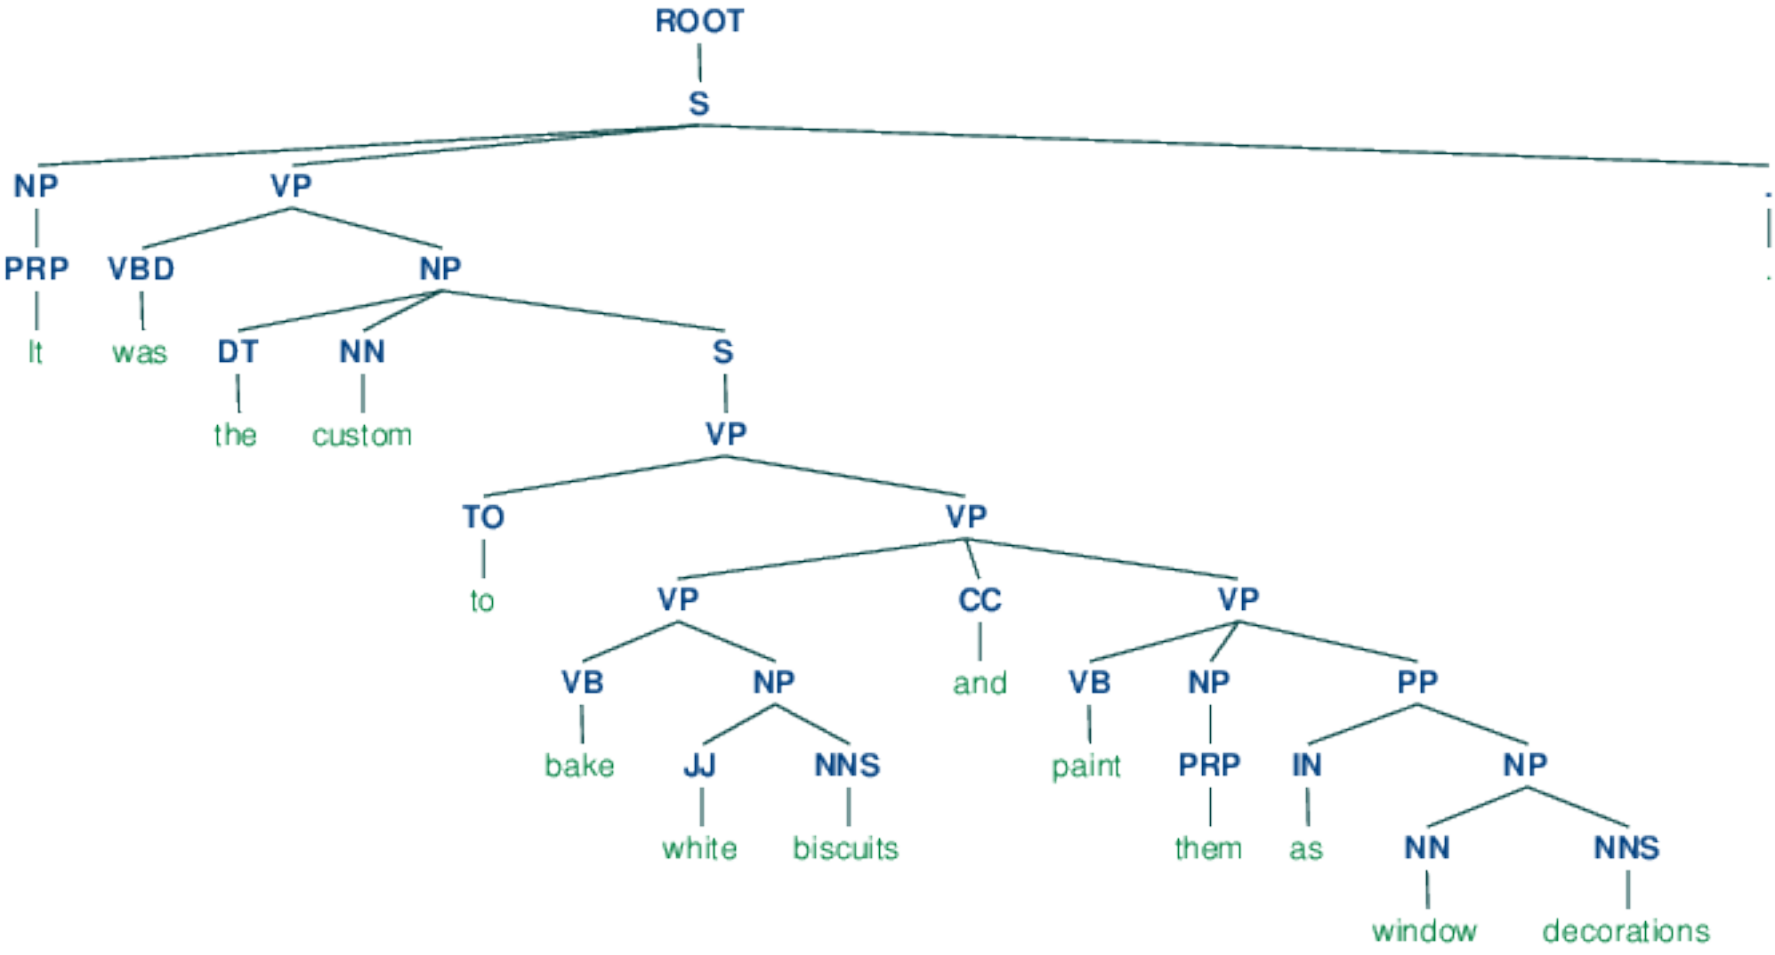 ROOT
S
NP VP .
PRP VBD NP
It was DT NN S .
the custom VP
TO VP
to VP CC VP
VB NP and VB NP PP
bake JJ NNS paint PRP IN NP
white biscuits them as NN NNS
window decorations